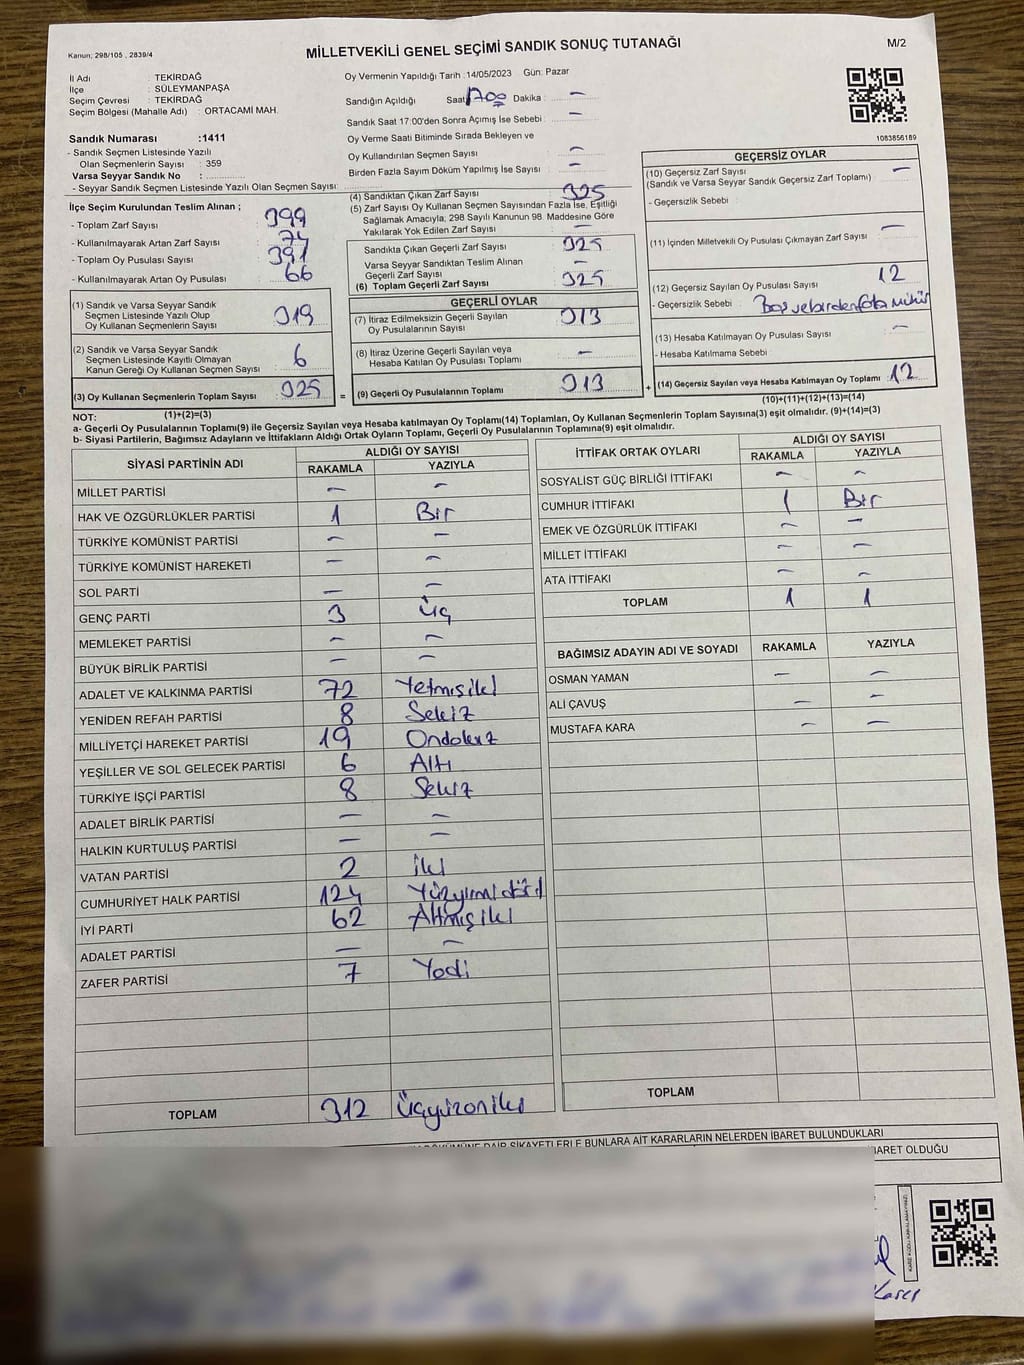 Kanun; 298/105 , 2839/4
MİLLETVEKİLİ GENEL SEÇİMİ SANDIK SONUÇ TUTANAĞI
M/2
İl Adı : TEKİRDAĞ
İlçe : SÜLEYMANPAŞA
Seçim Çevresi : TEKİRDAĞ
Seçim Bölgesi (Mahalle Adı) : ORTACAMİ MAH.
Sandık Numarası :1411
- Sandık Seçmen Listesinde Yazılı
Olan Seçmenlerin Sayısı : 359
Varsa Seyyar Sandık No :
- Seyyar Sandık Seçmen Listesinde Yazılı Olan Seçmen Sayısı
Oy Vermenin Yapıldığı Tarih :14/05/2023 Gün: Pazar
Sandığın Açıldığı Saat 1700 Dakika : -
Sandık Saat 17:00'den Sonra Açımış İse Sebebi : -
Oy Verme Saati Bitiminde Sırada Bekleyen ve
Oy Kullandırılan Seçmen Sayısı : -
Birden Fazla Sayım Döküm Yapılmış İse Sayısı : -
1083856189
İlçe Seçim Kurulundan Teslim Alınan ;
- Toplam Zarf Sayısı : 399
- Kullanılmayarak Artan Zarf Sayısı : 74
- Toplam Oy Pusulası Sayısı : 391
- Kullanılmayarak Artan Oy Pusulası : 66
(4) Sandıktan Çıkan Zarf Sayısı 325
(5) Zarf Sayısı Oy Kullanan Seçmen Sayısından Fazla İse, Eşitliği
Sağlamak Amacıyla; 298 Sayılı Kanunun 98. Maddesine Göre
Yakılarak Yok Edilen Zarf Sayısı : -
Sandıkta Çıkan Geçerli Zarf Sayısı : 325
Varsa Seyyar Sandıktan Teslim Alınan
Geçerli Zarf Sayısı : -
(6) Toplam Geçerli Zarf Sayısı : 325
GEÇERSİZ OYLAR
(10) Geçersiz Zarf Sayısı : -
(Sandık ve Varsa Seyyar Sandık Geçersiz Zarf Toplamı)
- Geçersizlik Sebebi :
(11) İçinden Milletvekili Oy Pusulası Çıkmayan Zarf Sayısı : -
(12) Geçersiz Sayılan Oy Pusulası Sayısı : 12
- Geçersizlik Sebebi :
(13) Hesaba Katılmayan Oy Pusulası Sayısı : -
- Hesaba Katılmama Sebebi :
(14) Geçersiz Sayılan veya Hesaba Katılmayan Oy Toplamı : 12
(10)+(11)+(12)+(13)=(14)
(1) Sandık ve Varsa Seyyar Sandık
Seçmen Listesinde Yazılı Olup
Oy Kullanan Seçmenlerin Sayısı : 319
(2) Sandık ve Varsa Seyyar Sandık
Seçmen Listesinde Kayıtlı Olmayan
Kanun Gereği Oy Kullanan Seçmen Sayısı : 6
(3) Oy Kullanan Seçmenlerin Toplam Sayısı : 325
(1)+(2)=(3)
GEÇERLİ OYLAR
(7) İtiraz Edilmeksizin Geçerli Sayılan
Oy Pusulalarının Sayısı : 313
(8) İtiraz Üzerine Geçerli Sayılan veya
Hesaba Katılan Oy Pusulası Toplamı : -
= (9) Geçerli Oy Pusulalarının Toplamı : 313 +
NOT:
a- Geçerli Oy Pusulalarının Toplamı(9) ile Geçersiz Sayılan veya Hesaba katılmayan Oy Toplamı(14) Toplamları, Oy Kullanan Seçmenlerin Toplam Sayısına(3) eşit olmalıdır. (9)+(14)=(3)
b- Siyasi Partilerin, Bağımsız Adayların ve İttifakların Aldığı Ortak Oyların Toplamı, Geçerli Oy Pusulalarının Toplamına(9) eşit olmalıdır.
SİYASİ PARTİNİN ADI ALDIĞI OY SAYISI
RAKAMLA YAZIYLA
MİLLET PARTİSİ - -
HAK VE ÖZGÜRLÜKLER PARTİSİ 1 Bir
TÜRKİYE KOMÜNİST PARTİSİ - -
TÜRKİYE KOMÜNİST HAREKETİ - -
SOL PARTİ - -
GENÇ PARTİ 3 üç
MEMLEKET PARTİSİ - -
BÜYÜK BİRLİK PARTİSİ - -
ADALET VE KALKINMA PARTİSİ 72 Yetmişiki
YENİDEN REFAH PARTİSİ 8 Sekiz
MİLLİYETÇİ HAREKET PARTİSİ 19 Ondokuz
YEŞİLLER VE SOL GELECEK PARTİSİ 6 Altı
TÜRKİYE İŞÇİ PARTİSİ 8 Sekiz
ADALET BİRLİK PARTİSİ - -
HALKIN KURTULUŞ PARTİSİ - -
VATAN PARTİSİ 2 iki
CUMHURİYET HALK PARTİSİ 124 Yüzyirmidört
İYİ PARTİ 62 Altmışiki
ADALET PARTİSİ - -
ZAFER PARTİSİ 7 Yedi
TOPLAM 312 Üçyüzoniki
İTTİFAK ORTAK OYLARI ALDIĞI OY SAYISI
RAKAMLA YAZIYLA
SOSYALİST GÜÇ BİRLİĞİ İTTİFAKI - -
CUMHUR İTTİFAKI 1 Bir
EMEK VE ÖZGÜRLÜK İTTİFAKI - -
MİLLET İTTİFAKI - -
ATA İTTİFAKI - -
TOPLAM 1 1
BAĞIMSIZ ADAYIN ADI VE SOYADI RAKAMLA YAZIYLA
OSMAN YAMAN - -
ALİ ÇAVUŞ - -
MUSTAFA KARA - -
TOPLAM
DAİR ŞİKAYETLERLE BUNLARA AİT KARARLARIN NELERDEN İBARET BULUNDUKLARI
İBARET OLDUĞU